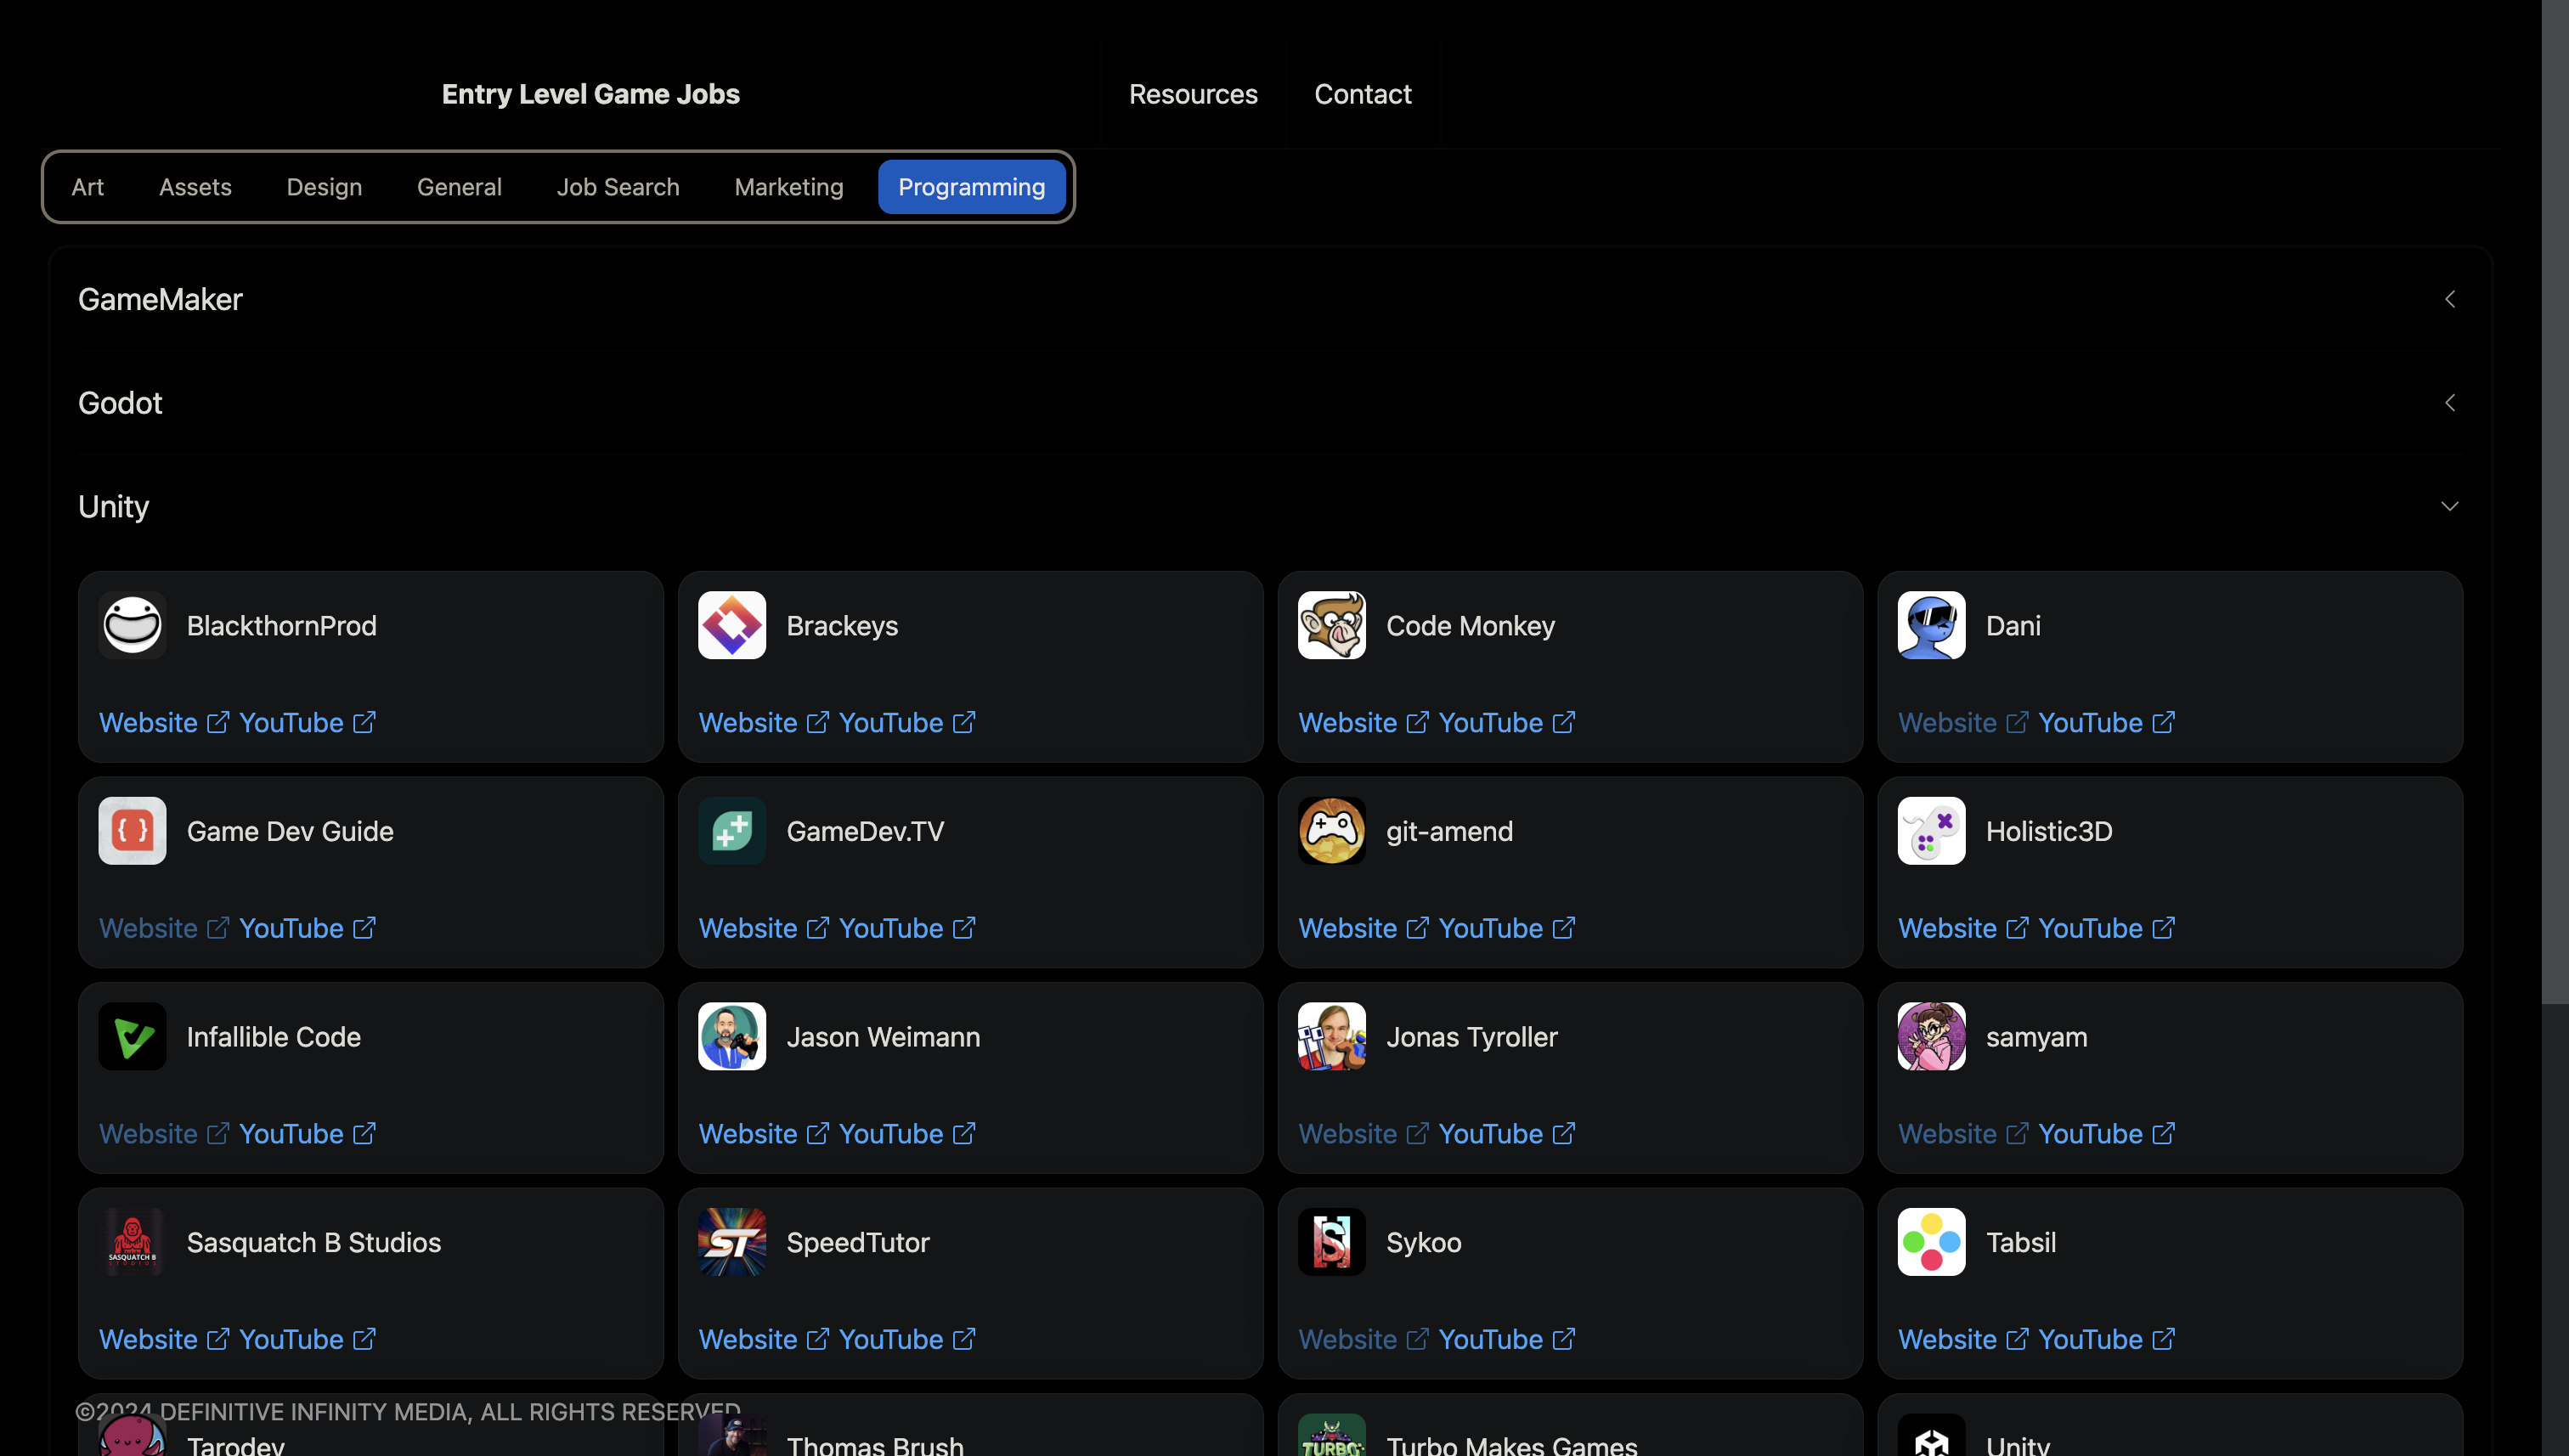 Entry Level Game Jobs
Resources
Contact
Art
Assets
Design
General
Job Search
Marketing
Programming
GameMaker
Godot
Unity
BlackthornProd
Website YouTube
Brackeys
Website YouTube
Code Monkey
Website YouTube
Dani
Website YouTube
Game Dev Guide
Website YouTube
GameDev.TV
Website YouTube
git-amend
Website YouTube
Holistic3D
Website YouTube
Infallible Code
Website YouTube
Jason Weimann
Website YouTube
Jonas Tyroller
Website YouTube
samyam
Website YouTube
SASQUATCH B
STUDIOS
Sasquatch B Studios
Website YouTube
ST
SpeedTutor
Website YouTube
S
Sykoo
Website YouTube
Tabsil
Website YouTube
©2024 DEFINITIVE INFINITY MEDIA, ALL RIGHTS RESERVED
Tarodev
Thomas Brush
TURBO
Turbo Makes Games
Unity